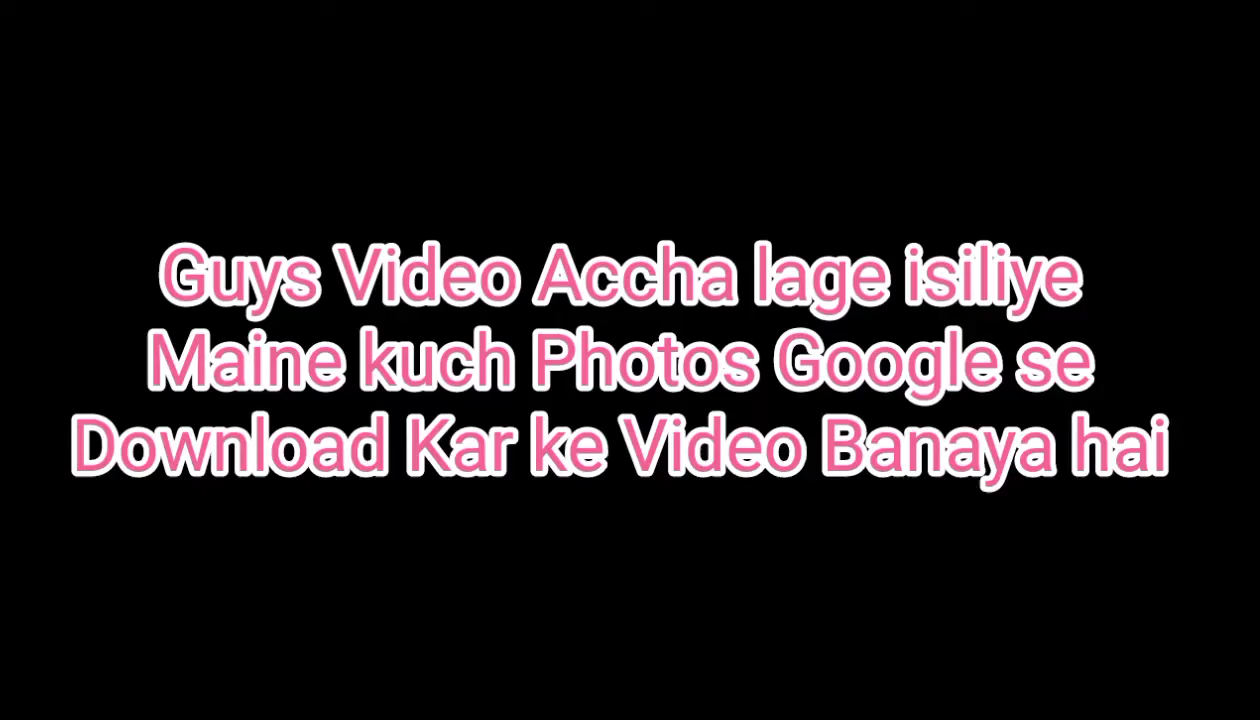 Guys Video Accha lage isiliye
Maine kuch Photos Google se
Download Kar ke Video Banaya hai